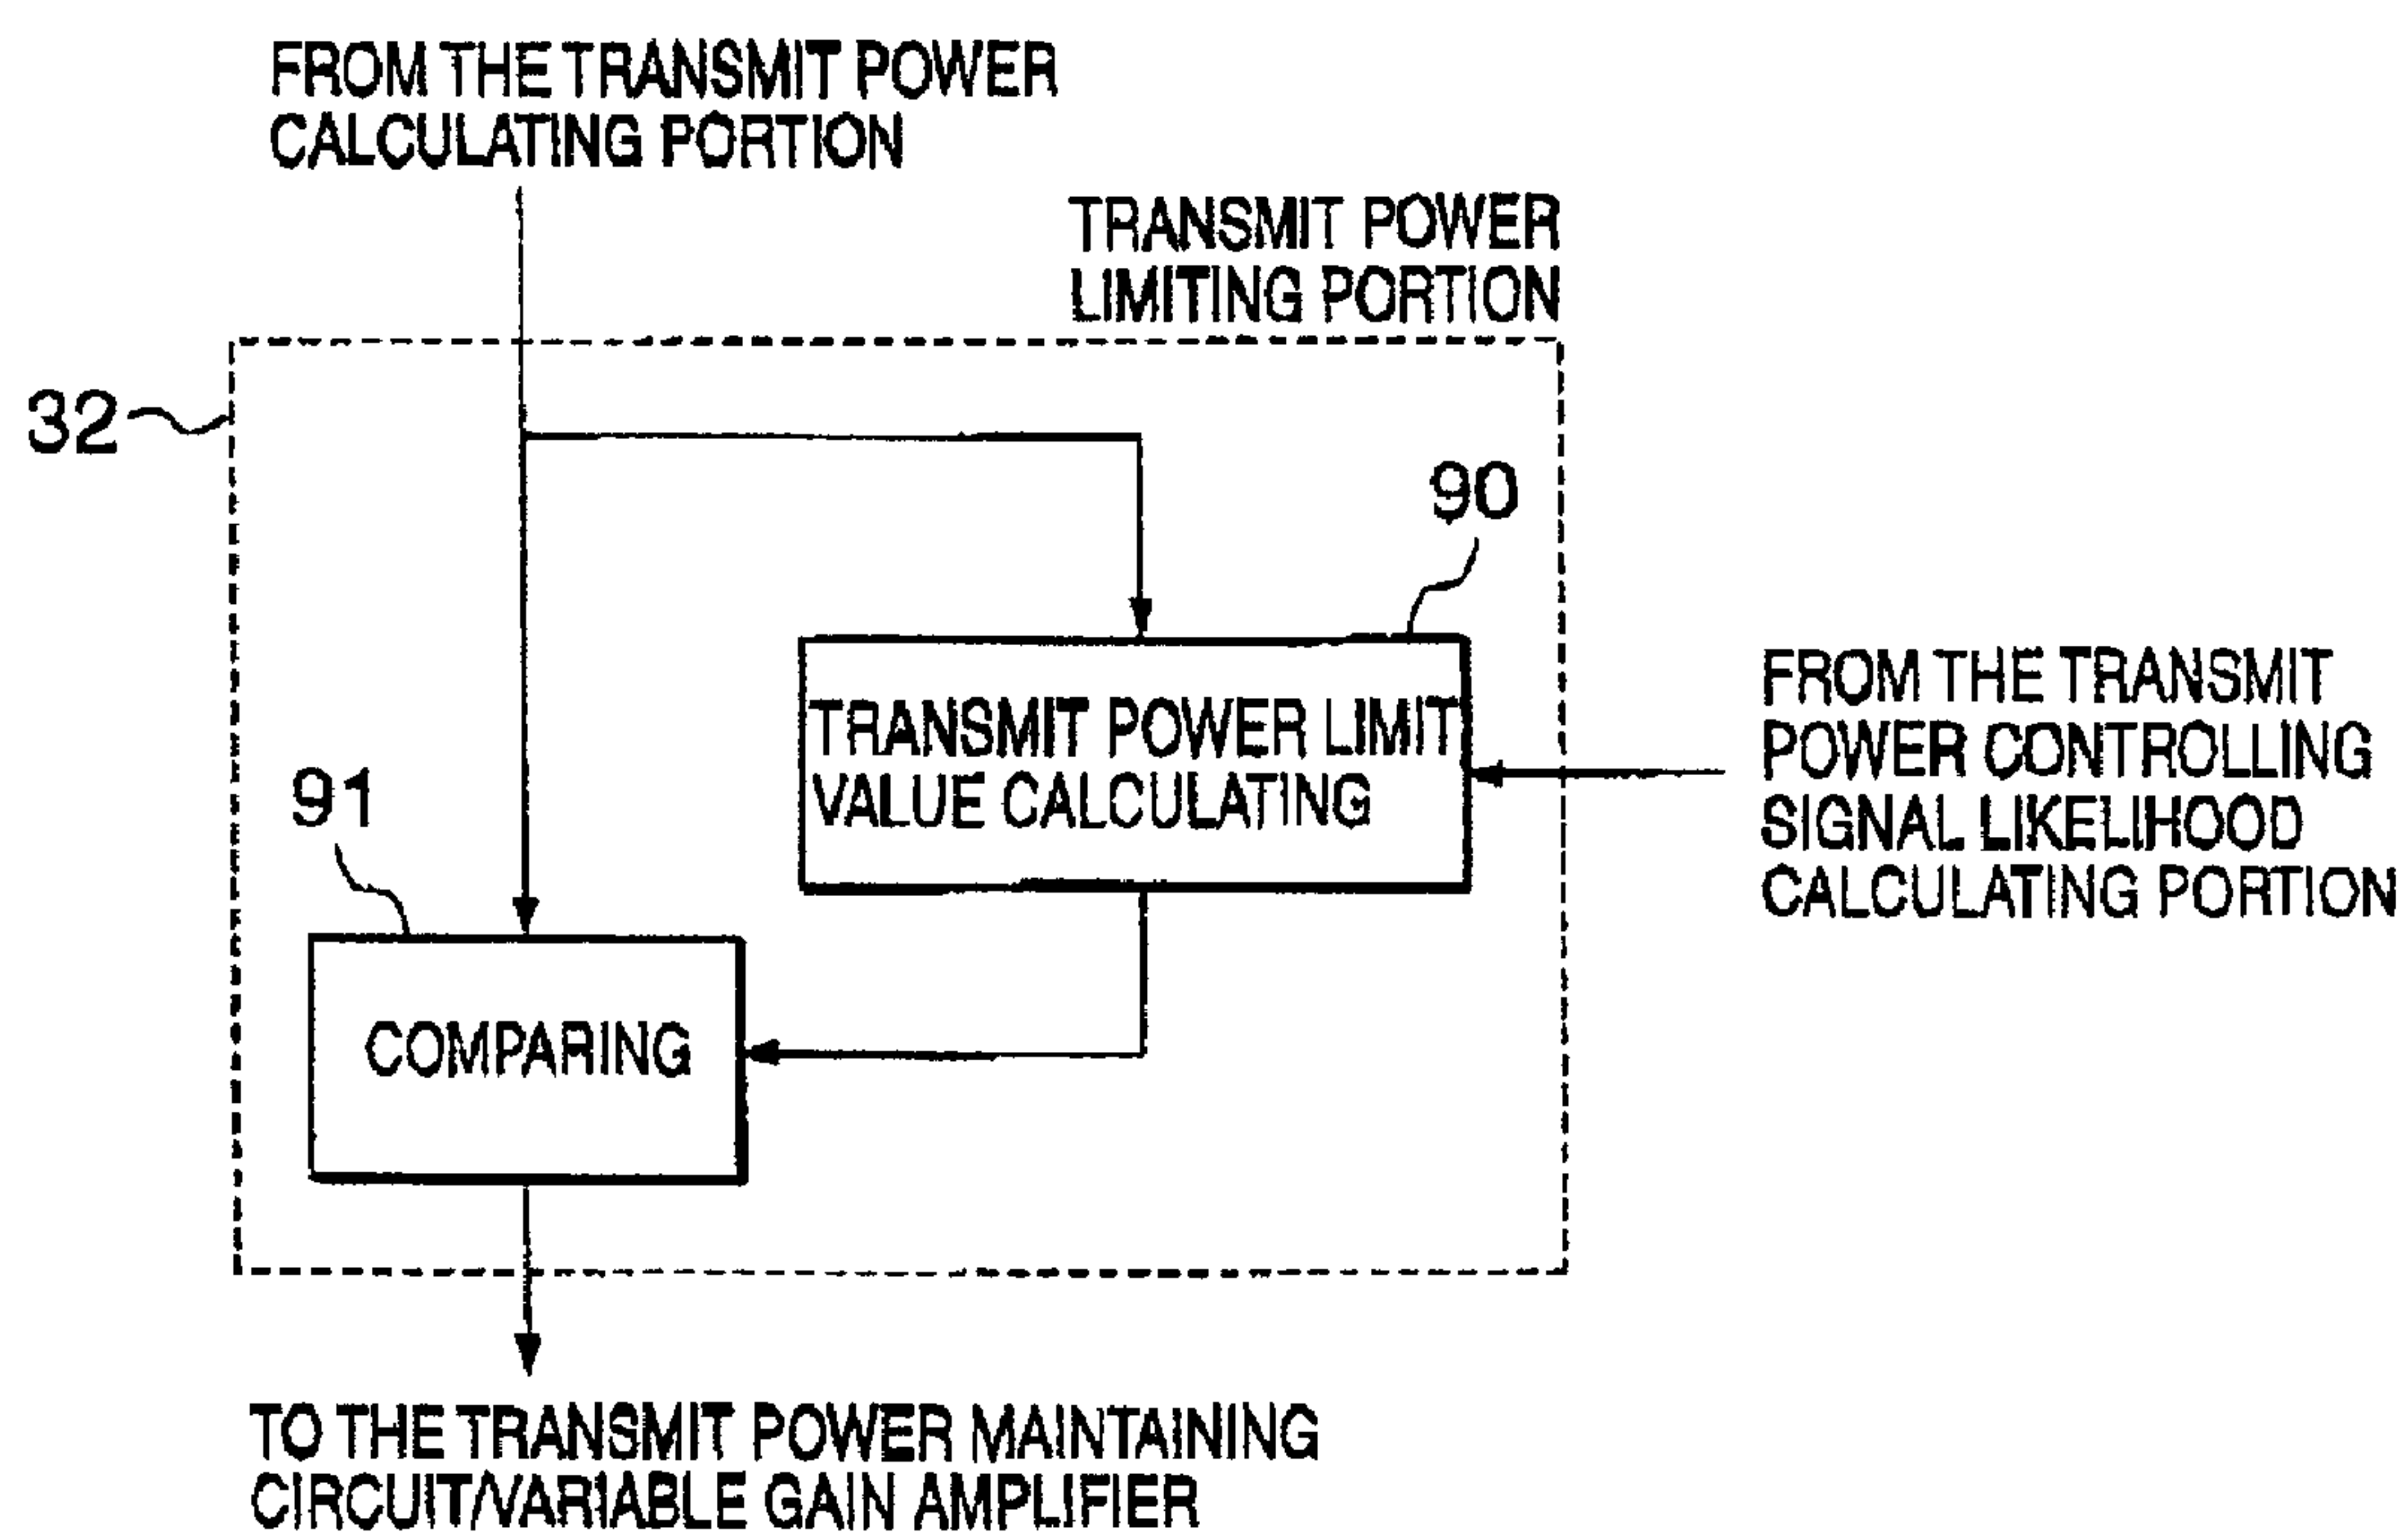 FROM THE TRANSMIT POWER
CALCULATING PORTION
TRANSMIT POWER
LIMITING PORTION
32
90
TRANSMIT POWER LIMIT
VALUE CALCULATING
FROM THE TRANSMIT
POWER CONTROLLING
SIGNAL LIKELIHOOD
CALCULATING PORTION
91
COMPARING
TO THE TRANSMIT POWER MAINTAINING
CIRCUIT/VARIABLE GAIN AMPLIFIER